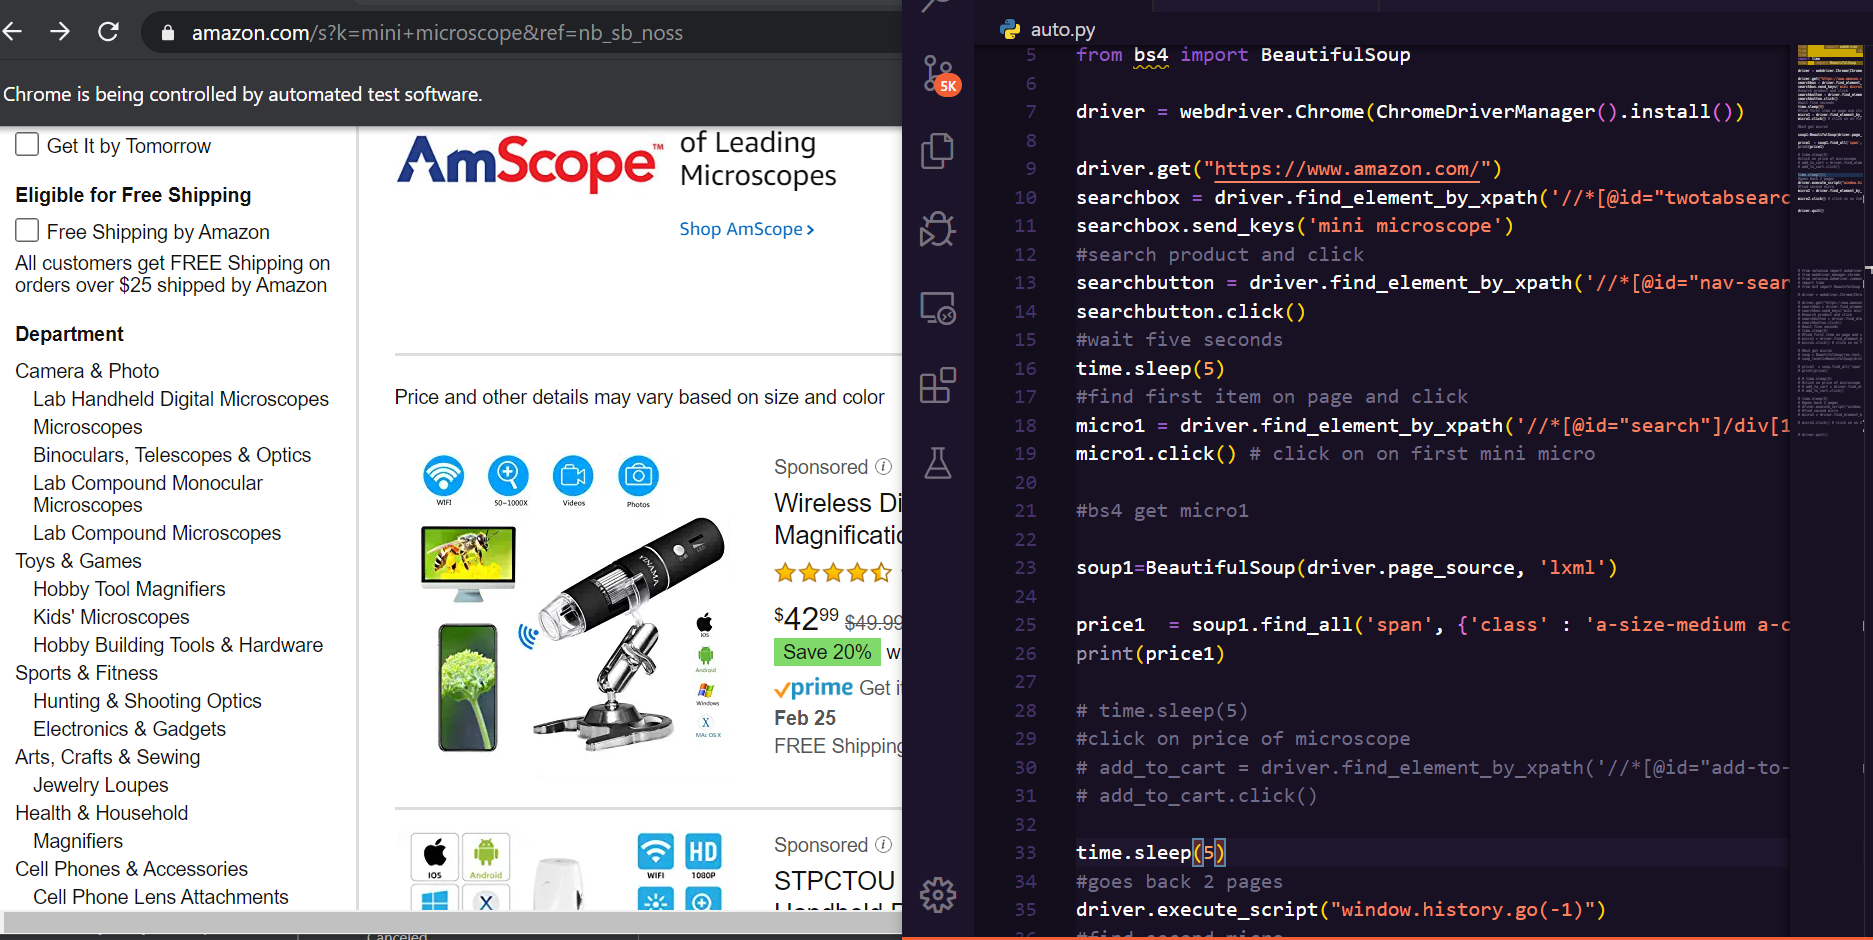 amazon.com/s?k=mini+microscope&ref=nb_sb_noss
Chrome is being controlled by automated test software.
Get It by Tomorrow
Eligible for Free Shipping
Free Shipping by Amazon
All customers get FREE Shipping on
orders over $25 shipped by Amazon
Department
Camera & Photo
Lab Handheld Digital Microscopes
Microscopes
Binoculars, Telescopes & Optics
Lab Compound Monocular
Microscopes
Lab Compound Microscopes
Toys & Games
Hobby Tool Magnifiers
Kids' Microscopes
Hobby Building Tools & Hardware
Sports & Fitness
Hunting & Shooting Optics
Electronics & Gadgets
Arts, Crafts & Sewing
Jewelry Loupes
Health & Household
Magnifiers
Cell Phones & Accessories
Cell Phone Lens Attachments
AmScope™
of Leading
Microscopes
Shop AmScope ›
Price and other details may vary based on size and color
WIFI
50~1000X
Videos
Photos
YINAMA
IOS
Android
Windows
MAc OS X
Sponsored
Wireless Di
Magnificatio
$42.99 $49.99
Save 20% w
prime Get i
Feb 25
FREE Shipping
IOS
Android
X
WIFI
HD
1080P
Sponsored
STPCTOU
Canceled
5K
auto.py
5 from bs4 import BeautifulSoup
6
7 driver = webdriver.Chrome(ChromeDriverManager().install())
8
9 driver.get("https://www.amazon.com/")
10 searchbox = driver.find_element_by_xpath('//*[@id="twotabsearc
11 searchbox.send_keys('mini microscope')
12 #search product and click
13 searchbutton = driver.find_element_by_xpath('//*[@id="nav-sear
14 searchbutton.click()
15 #wait five seconds
16 time.sleep(5)
17 #find first item on page and click
18 micro1 = driver.find_element_by_xpath('//*[@id="search"]/div[1
19 micro1.click() # click on on first mini micro
20
21 #bs4 get micro1
22
23 soup1=BeautifulSoup(driver.page_source, 'lxml')
24
25 price1  = soup1.find_all('span', {'class' : 'a-size-medium a-c
26 print(price1)
27
28 # time.sleep(5)
29 #click on price of microscope
30 # add_to_cart = driver.find_element_by_xpath('//*[@id="add-to-
31 # add_to_cart.click()
32
33 time.sleep(5)
34 #goes back 2 pages
35 driver.execute_script("window.history.go(-1)")
36 #find second micro